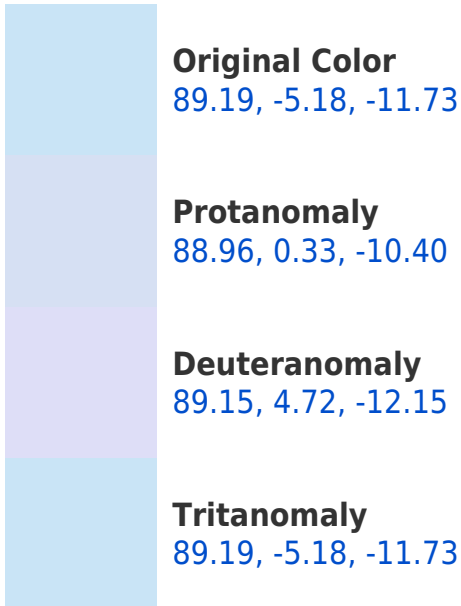 Original Color
89.19, -5.18, -11.73
Protanomaly
88.96, 0.33, -10.40
Deuteranomaly
89.15, 4.72, -12.15
Tritanomaly
89.19, -5.18, -11.73